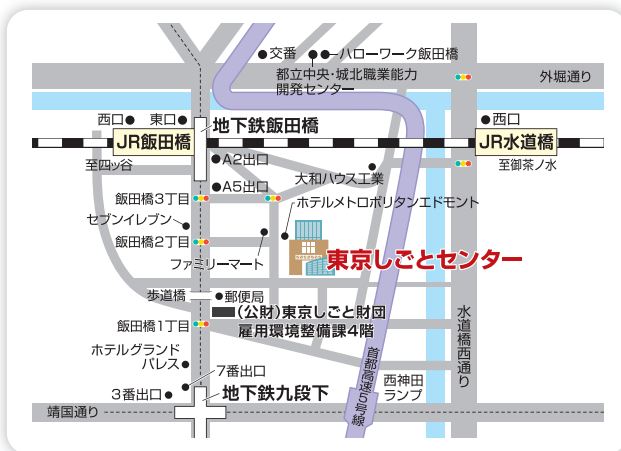 交番
ハローワーク飯田橋
都立中央・城北職業能力
開発センター
外堀通り
西口
東口
地下鉄飯田橋
西口
JR飯田橋
JR水道橋
至四ッ谷
A2出口
大和ハウス工業
至御茶ノ水
A5出口
飯田橋3丁目
ホテルメトロポリタンエドモント
セブンイレブン
飯田橋2丁目
ファミリーマート
東京しごとセンター
歩道橋
郵便局
(公財)東京しごと財団
雇用環境整備課4階
飯田橋1丁目
水道橋西通り
ホテルグランド
パレス
7番出口
首都高速5号線
西神田
ランプ
3番出口
地下鉄九段下
靖国通り